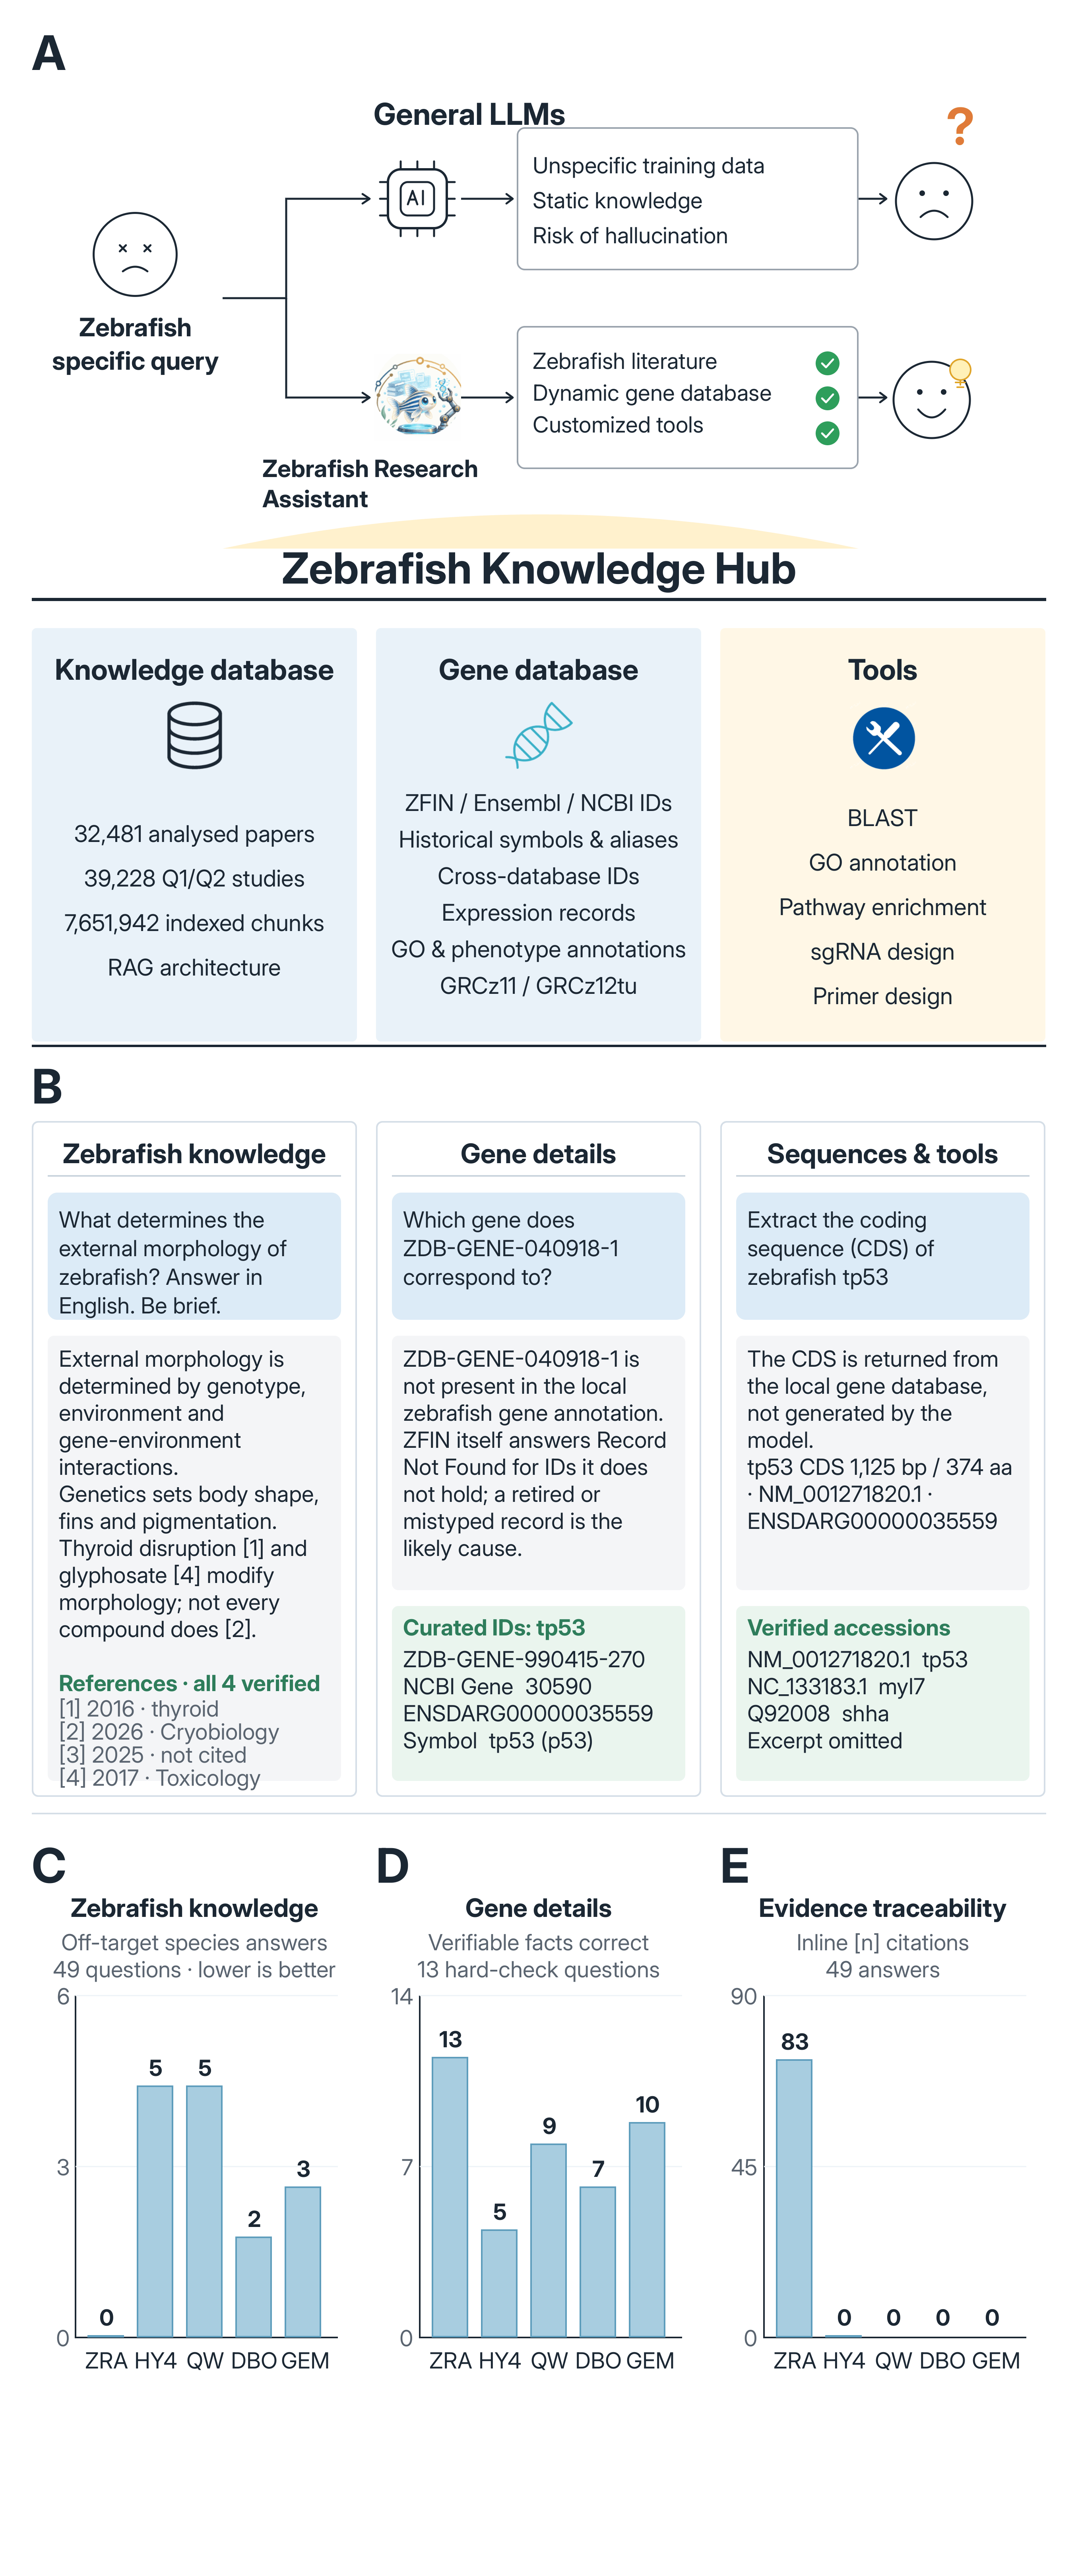 A
General LLMs
?
AI
Unspecific training data
Static knowledge
Risk of hallucination
Zebrafish
specific query
Zebrafish literature
Dynamic gene database
Customized tools
Zebrafish Research
Assistant
Zebrafish Knowledge Hub
Knowledge database
32,481 analysed papers
39,228 Q1/Q2 studies
7,651,942 indexed chunks
RAG architecture
Gene database
ZFIN / Ensembl / NCBI IDs
Historical symbols & aliases
Cross-database IDs
Expression records
GO & phenotype annotations
GRCz11 / GRCz12tu
Tools
BLAST
GO annotation
Pathway enrichment
sgRNA design
Primer design
B
Zebrafish knowledge
What determines the
external morphology of
zebrafish? Answer in
English. Be brief.
External morphology is
determined by genotype,
environment and
gene-environment
interactions.
Genetics sets body shape,
fins and pigmentation.
Thyroid disruption [1] and
glyphosate [4] modify
morphology; not every
compound does [2].
References · all 4 verified
[1] 2016 · thyroid
[2] 2026 · Cryobiology
[3] 2025 · not cited
[4] 2017 · Toxicology
Gene details
Which gene does
ZDB-GENE-040918-1
correspond to?
ZDB-GENE-040918-1 is
not present in the local
zebrafish gene annotation.
ZFIN itself answers Record
Not Found for IDs it does
not hold; a retired or
mistyped record is the
likely cause.
Curated IDs: tp53
ZDB-GENE-990415-270
NCBI Gene 30590
ENSDARG00000035559
Symbol tp53 (p53)
Sequences & tools
Extract the coding
sequence (CDS) of
zebrafish tp53
The CDS is returned from
the local gene database,
not generated by the
model.
tp53 CDS 1,125 bp / 374 aa
· NM_001271820.1 ·
ENSDARG00000035559
Verified accessions
NM_001271820.1 tp53
NC_133183.1 myl7
Q92008 shha
Excerpt omitted
C
Zebrafish knowledge
Off-target species answers
49 questions · lower is better
6
3
0
0
5
5
2
3
ZRA HY4 QW DBO GEM
D
Gene details
Verifiable facts correct
13 hard-check questions
14
7
0
13
5
9
7
10
ZRA HY4 QW DBO GEM
E
Evidence traceability
Inline [n] citations
49 answers
90
45
0
83
0
0
0
0
ZRA HY4 QW DBO GEM